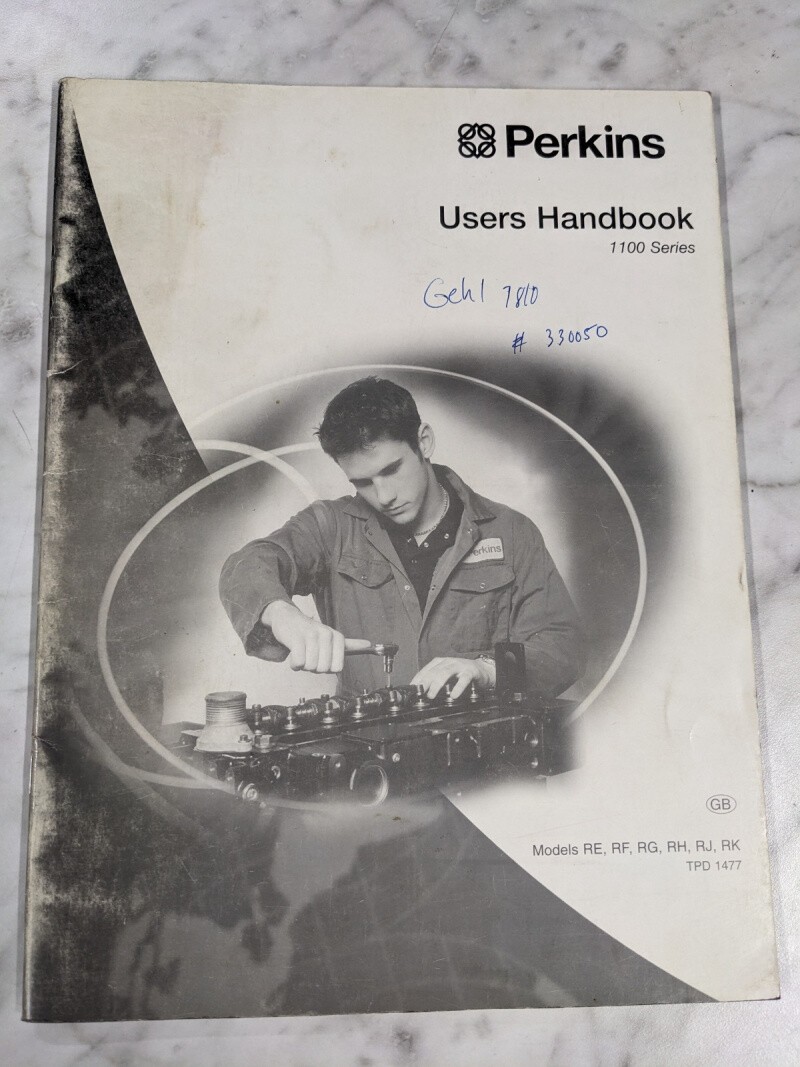 Perkins
Users Handbook
1100 Series
Gehl 7810
# 330050
Perkins
GB
Models RE, RF, RG, RH, RJ, RK
TPD 1477